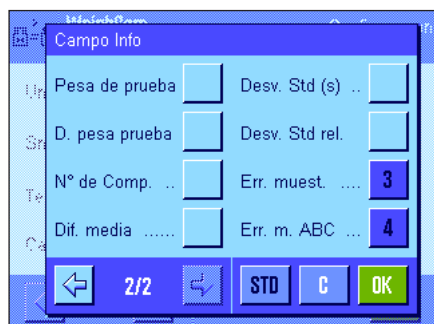 Campo Info
Pesa de prueba
Desv. Std (s) ..
D. pesa prueba
Desv. Std rel.
N° de Comp. ..
Err. muest. .... 3
Dif. media ......
Err. m. ABC ... 4
2/2
STD
C
OK